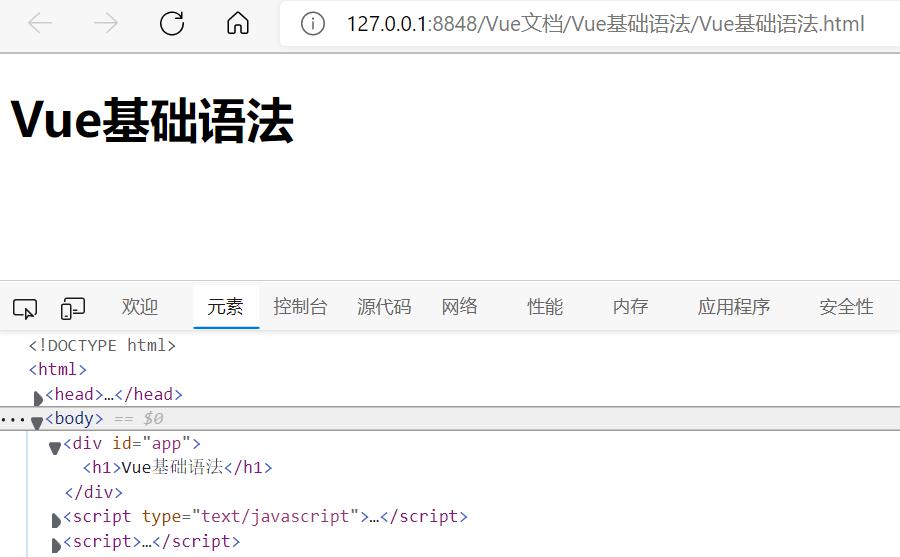 127.0.0.1:8848/Vue文档/Vue基础语法/Vue基础语法.html
Vue基础语法
欢迎 元素 控制台 源代码 网络 性能 内存 应用程序 安全性
<!DOCTYPE html>
<html>
<head>…</head>
<body> == $0
<div id="app">
<h1>Vue基础语法</h1>
</div>
<script type="text/javascript">…</script>
<script>…</script>